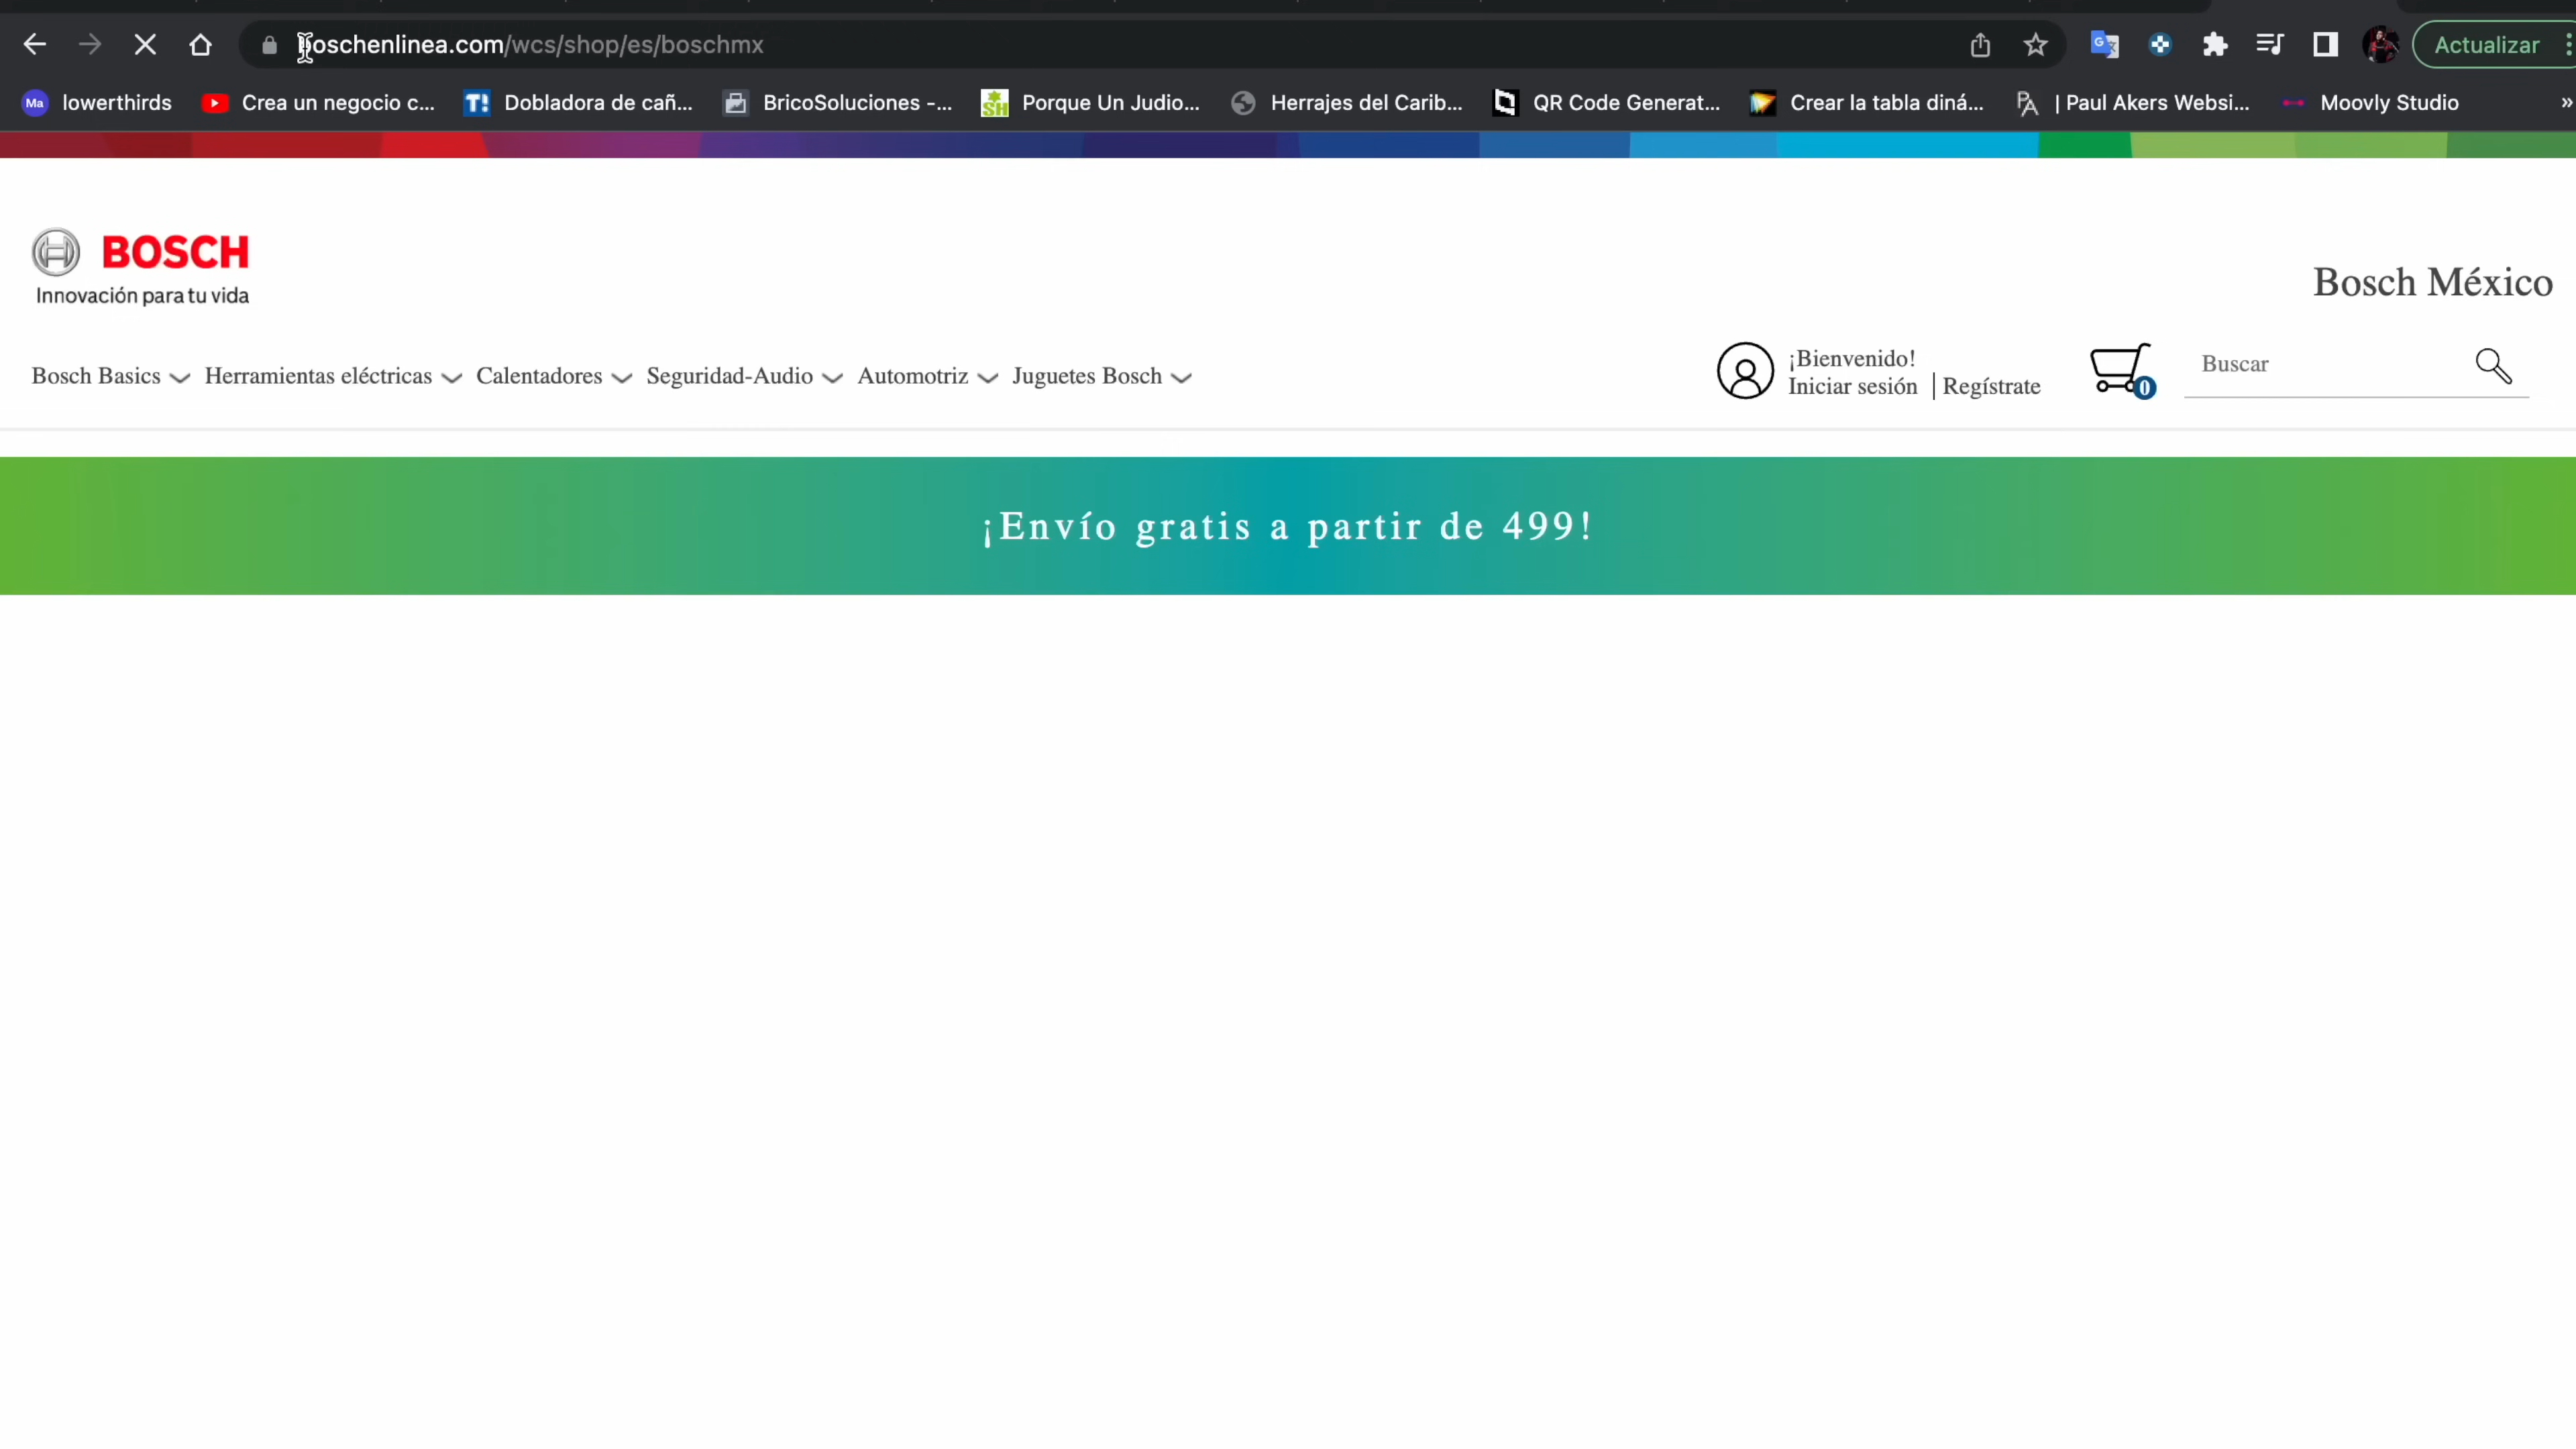 boschenlinea.com/wcs/shop/es/boschmx
Actualizar
Ma lowerthirds
Crea un negocio c...
T! Dobladora de cañ...
BricoSoluciones -...
SH Porque Un Judio...
Herrajes del Carib...
QR Code Generat...
Crear la tabla diná...
PA | Paul Akers Websi...
Moovly Studio
»
BOSCH
Innovación para tu vida
Bosch México
Bosch Basics
Herramientas eléctricas
Calentadores
Seguridad-Audio
Automotriz
Juguetes Bosch
¡Bienvenido!
Iniciar sesión | Regístrate
0
Buscar
¡Envío gratis a partir de 499!